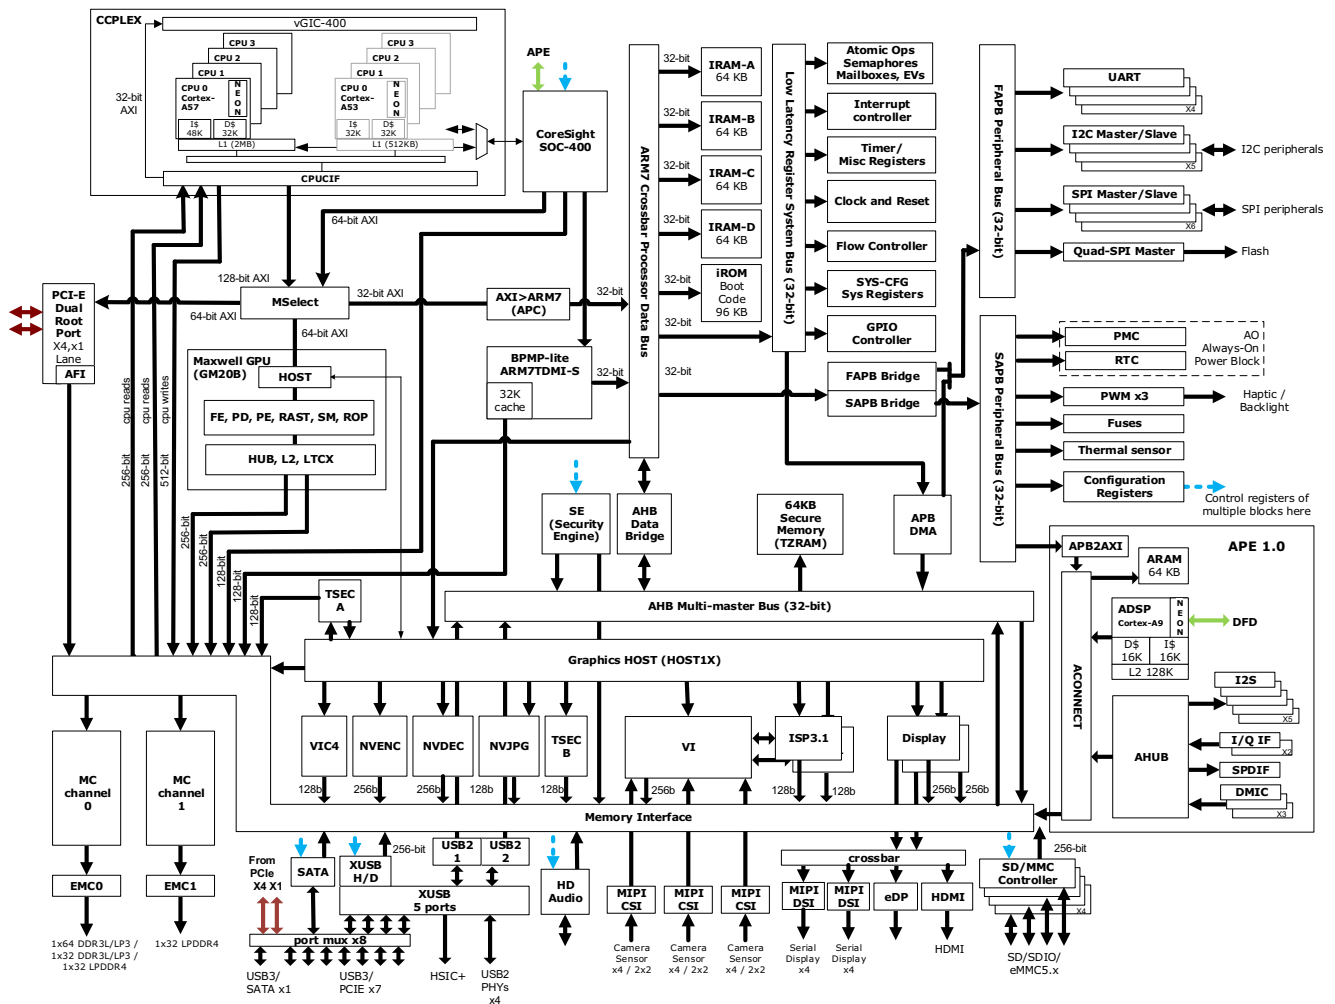 CCPLEX
vGIC-400
CPU 3
CPU 2
CPU 1
CPU 0
Cortex-
A57
N
E
O
N
I$
48K
D$
32K
L1 (2MB)
CPU 3
CPU 2
CPU 1
CPU 0
Cortex-
A53
N
E
O
N
I$
32K
D$
32K
L1 (512KB)
32-bit
AXI
CPUCIF
APE
CoreSight
SOC-400
64-bit AXI
128-bit AXI
MSelect
64-bit AXI
32-bit AXI
64-bit AXI
PCI-E
Dual
Root
Port
X4,x1
Lane
AFI
cpu reads
cpu reads
cpu writes
256-bit
256-bit
512-bit
Maxwell GPU
(GM20B)
HOST
FE, PD, PE, RAST, SM, ROP
HUB, L2, LTCX
256-bit
256-bit
128-bit
128-bit
128-bit
AXI>ARM7
(APC)
32-bit
BPMP-lite
ARM7TDMI-S
32K
cache
32-bit
ARM7 Crossbar Processor Data Bus
32-bit
32-bit
IRAM-A
64 KB
32-bit
IRAM-B
64 KB
32-bit
IRAM-C
64 KB
32-bit
IRAM-D
64 KB
32-bit
iROM
Boot
Code
96 KB
32-bit
32-bit
Low Latency Register System Bus (32-bit)
Atomic Ops
Semaphores
Mailboxes, EVs
Interrupt
controller
Timer/
Misc Registers
Clock and Reset
Flow Controller
SYS-CFG
Sys Registers
GPIO
Controller
FAPB Bridge
SAPB Bridge
FAPB Peripheral Bus (32-bit)
UART
X4
I2C Master/Slave
X5
I2C peripherals
SPI Master/Slave
X6
SPI peripherals
Quad-SPI Master
Flash
SAPB Peripheral Bus (32-bit)
PMC
RTC
AO
Always-On
Power Block
PWM x3
Haptic /
Backlight
Fuses
Thermal sensor
Configuration
Registers
Control registers of
multiple blocks here
SE
(Security
Engine)
AHB
Data
Bridge
64KB
Secure
Memory
(TZRAM)
APB
DMA
APE 1.0
APB2AXI
ARAM
64 KB
ADSP
Cortex-A9
N
E
O
N
D$
16K
I$
16K
L2 128K
DFD
ACONNECT
AHUB
I2S
X5
I/Q IF
X2
SPDIF
DMIC
X3
TSEC
A
AHB Multi-master Bus (32-bit)
Graphics HOST (HOST1X)
VIC4
NVENC
NVDEC
NVJPG
TSEC
B
VI
ISP3.1
Display
128b
256b
256b
128b
128b
256b
128b
128b
256b
256b
Memory Interface
MC
channel
0
MC
channel
1
EMC0
EMC1
1x64 DDR3L/LP3 /
1x32 DDR3L/LP3 /
1x32 LPDDR4
1x32 LPDDR4
From
PCIe
X4 X1
SATA
XUSB
H/D
256-bit
USB2
1
USB2
2
XUSB
5 ports
port mux x8
USB3/
SATA x1
USB3/
PCIE x7
HSIC+
USB2
PHYs
x4
HD
Audio
MIPI
CSI
MIPI
CSI
MIPI
CSI
Camera
Sensor
x4 / 2x2
Camera
Sensor
x4 / 2x2
Camera
Sensor
x4 / 2x2
crossbar
MIPI
DSI
MIPI
DSI
eDP
HDMI
Serial
Display
x4
Serial
Display
x4
HDMI
256-bit
SD/MMC
Controller
X4
SD/SDIO/
eMMC5.x